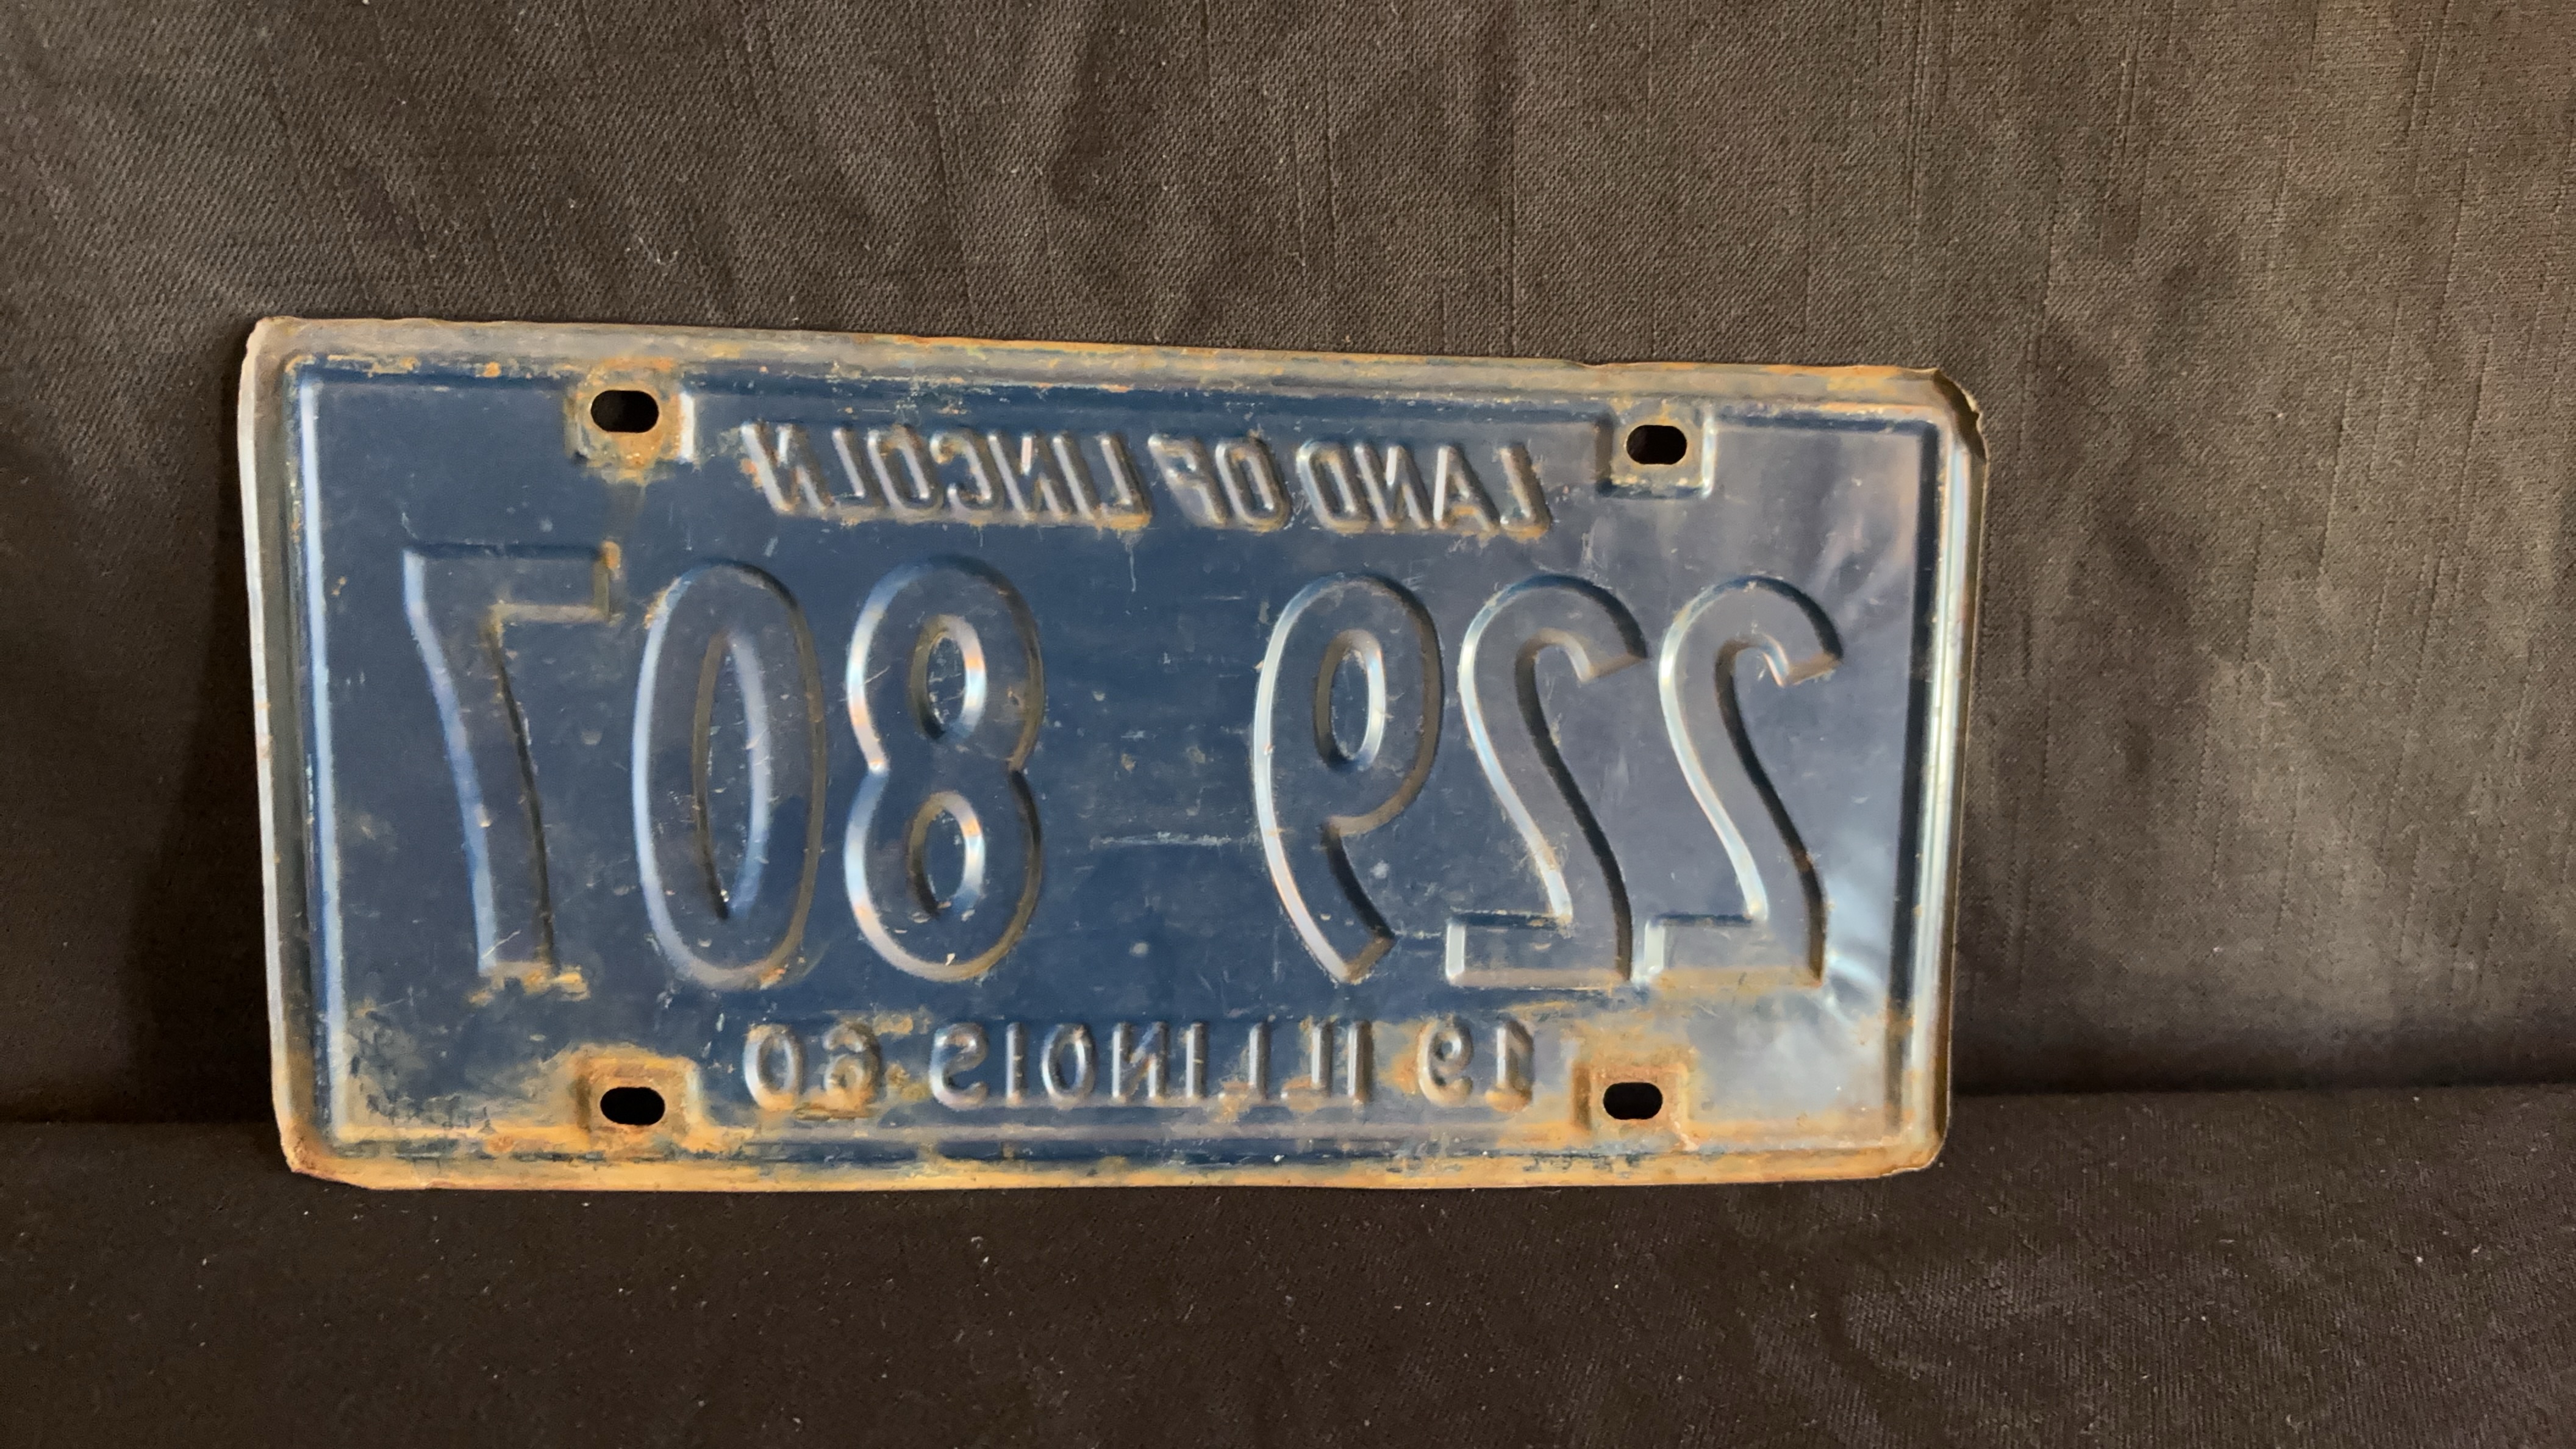 LAND OF LINCOLN
229 807
19 ILLINOIS 60